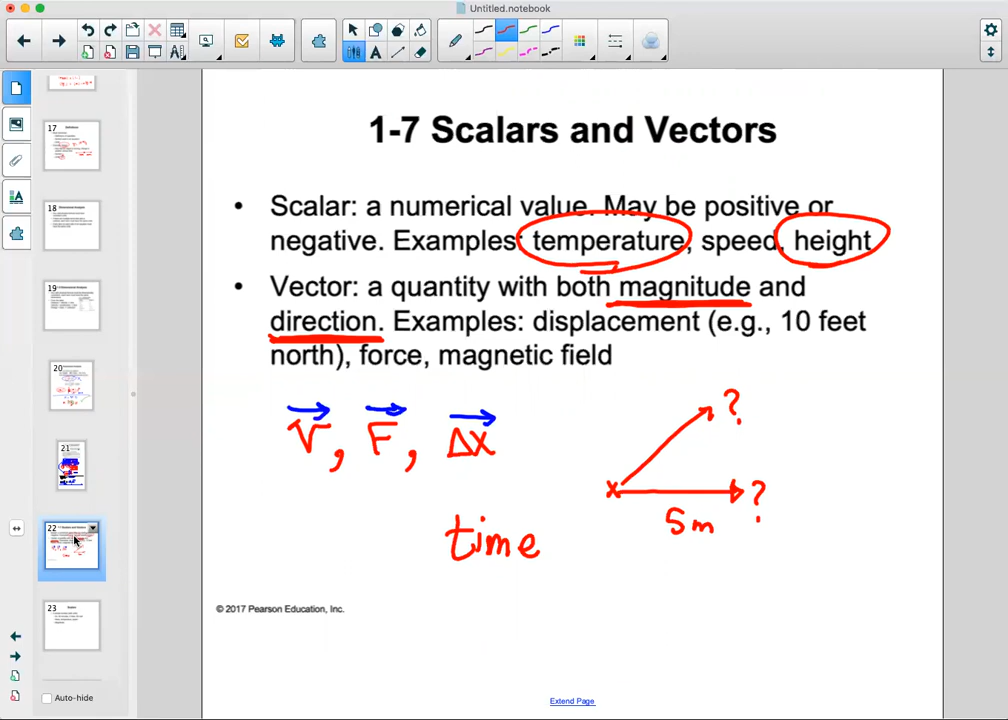 Untitled.notebook
1-7 Scalars and Vectors
• Scalar: a numerical value. May be positive or
negative. Examples: temperature, speed, height
• Vector: a quantity with both magnitude and
direction. Examples: displacement (e.g., 10 feet
north), force, magnetic field
V, F, ΔX
?
?
5m
time
© 2017 Pearson Education, Inc.
Extend Page
17
18
19
20
21
22
23
Auto-hide